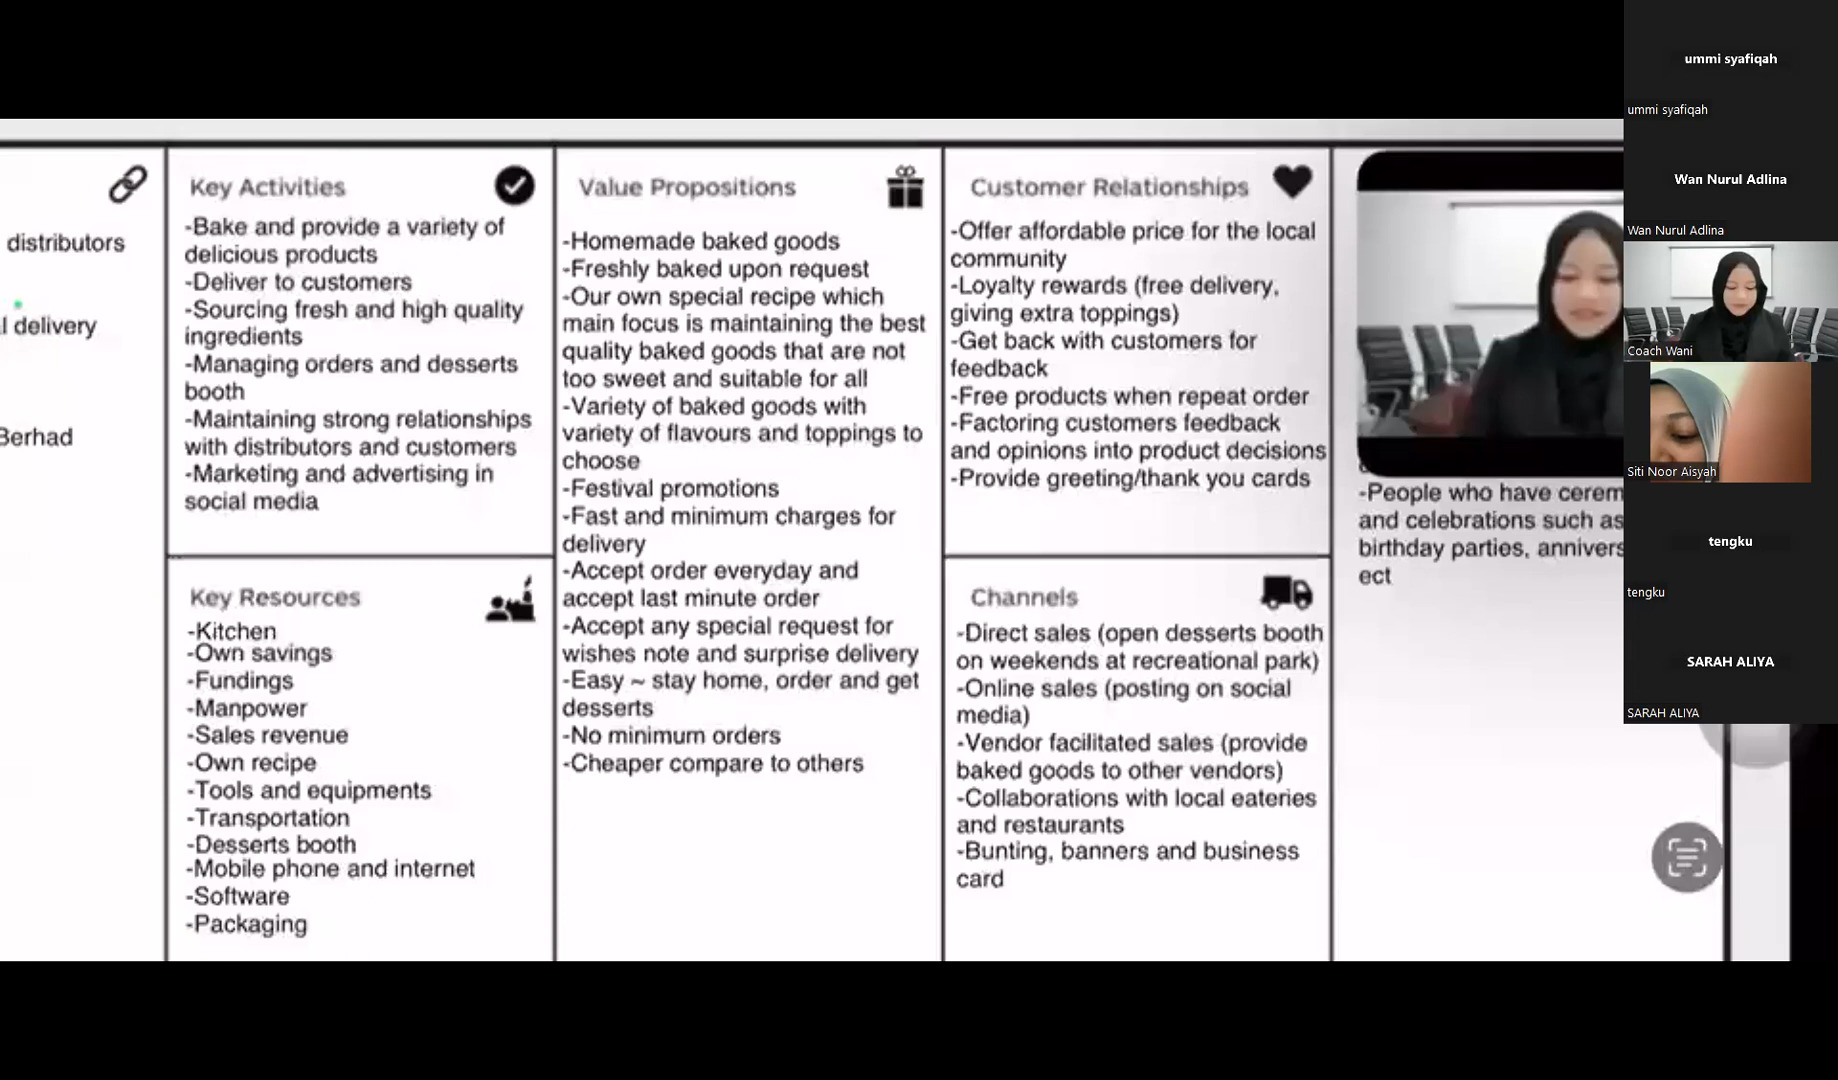 distributors
delivery
Berhad
Key Activities
-Bake and provide a variety of
delicious products
-Deliver to customers
-Sourcing fresh and high quality
ingredients
-Managing orders and desserts
booth
-Maintaining strong relationships
with distributors and customers
-Marketing and advertising in
social media
Key Resources
-Kitchen
-Own savings
-Fundings
-Manpower
-Sales revenue
-Own recipe
-Tools and equipments
-Transportation
-Desserts booth
-Mobile phone and internet
-Software
-Packaging
Value Propositions
-Homemade baked goods
-Freshly baked upon request
-Our own special recipe which
main focus is maintaining the best
quality baked goods that are not
too sweet and suitable for all
-Variety of baked goods with
variety of flavours and toppings to
choose
-Festival promotions
-Fast and minimum charges for
delivery
-Accept order everyday and
accept last minute order
-Accept any special request for
wishes note and surprise delivery
-Easy ~ stay home, order and get
desserts
-No minimum orders
-Cheaper compare to others
Customer Relationships
-Offer affordable price for the local
community
-Loyalty rewards (free delivery,
giving extra toppings)
-Get back with customers for
feedback
-Free products when repeat order
-Factoring customers feedback
and opinions into product decisions
-Provide greeting/thank you cards
Channels
-Direct sales (open desserts booth
on weekends at recreational park)
-Online sales (posting on social
media)
-Vendor facilitated sales (provide
baked goods to other vendors)
-Collaborations with local eateries
and restaurants
-Bunting, banners and business
card
-People who have cerem
and celebrations such as
birthday parties, annivers
ect
ummi syafiqah
ummi syafiqah
Wan Nurul Adlina
Wan Nurul Adlina
Coach Wani
Siti Noor Aisyah
tengku
tengku
SARAH ALIYA
SARAH ALIYA